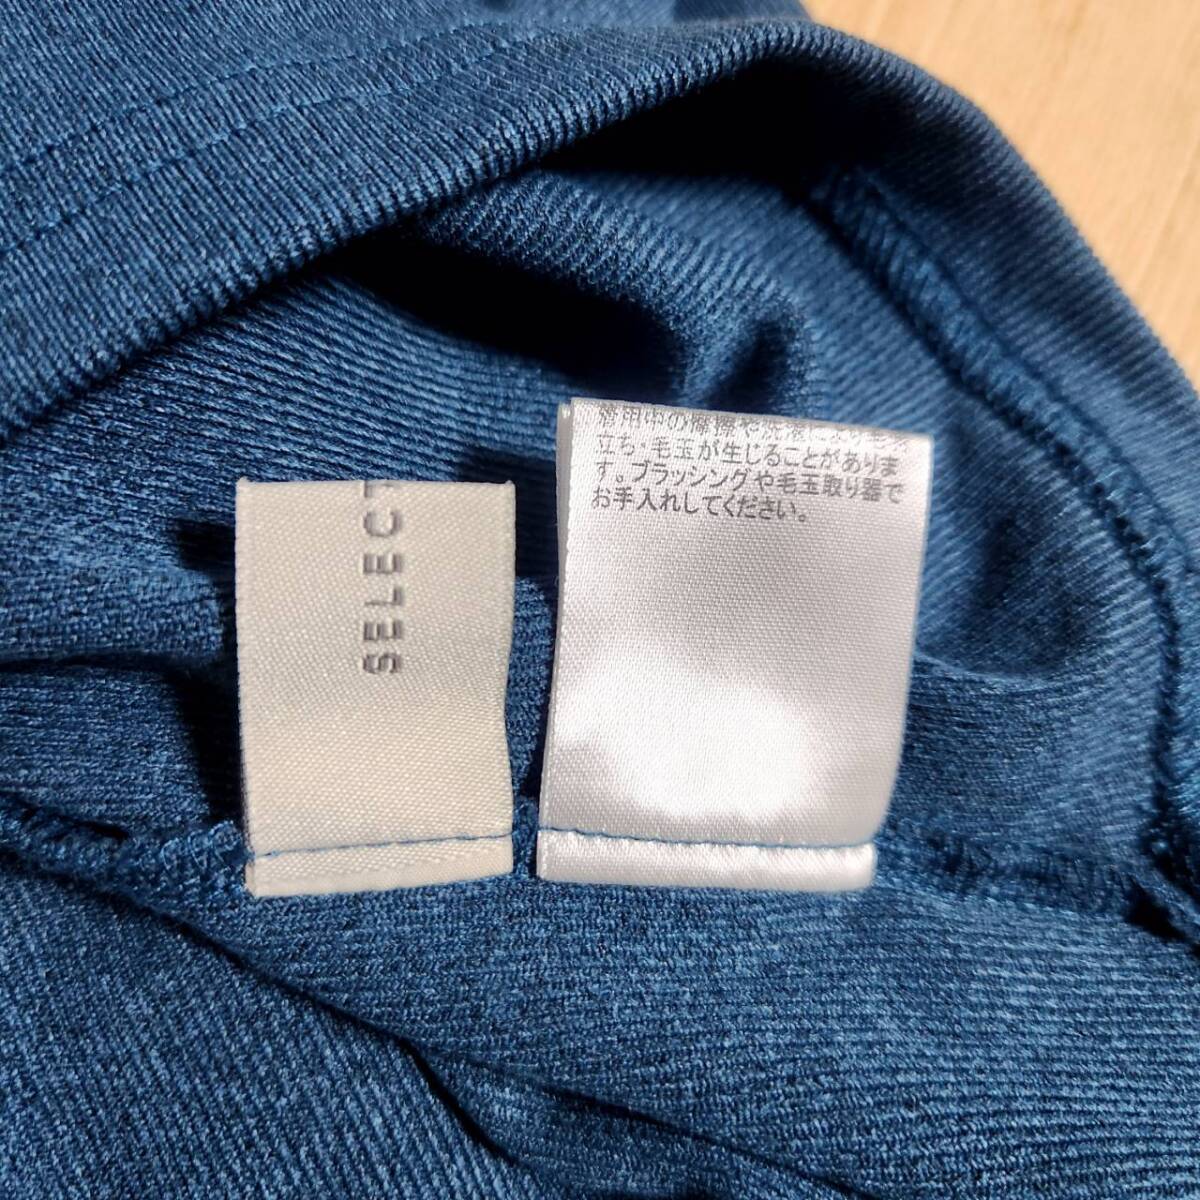 SELECT
着用中の摩擦や洗濯により毛羽
立ち・毛玉が生じることがありま
す。ブラッシングや毛玉取り器で
お手入れしてください。